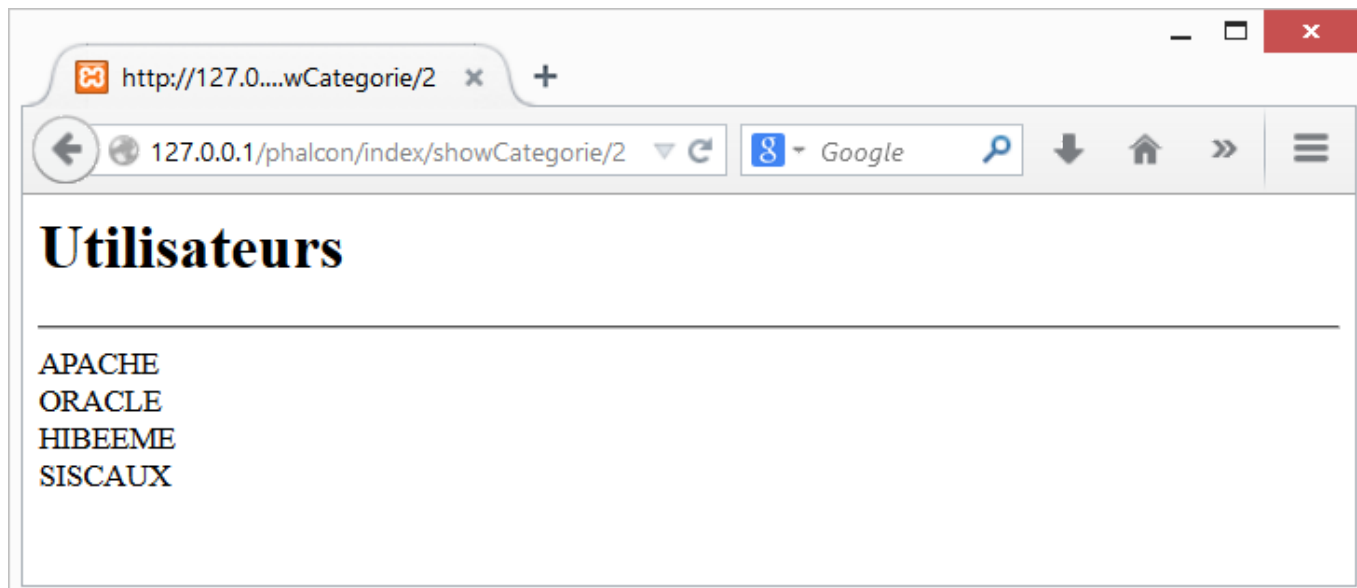 http://127.0....wCategorie/2
127.0.0.1/phalcon/index/showCategorie/2
8 Google
Utilisateurs
APACHE
ORACLE
HIBEEME
SISCAUX